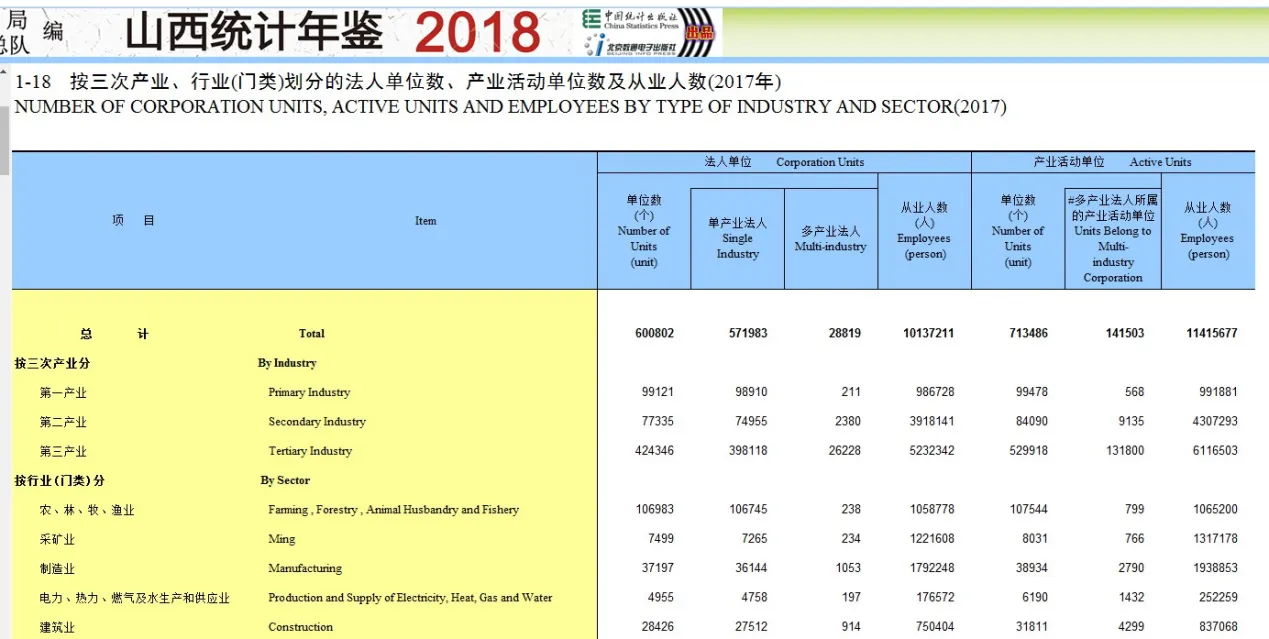 局
总队
编
山西统计年鉴 2018
中国统计出版社
China Statistics Press
北京数通电子出版社
BEIJING INFO PRESS
出品
1-18 按三次产业、行业(门类)划分的法人单位数、产业活动单位数及从业人数(2017年)
NUMBER OF CORPORATION UNITS, ACTIVE UNITS AND EMPLOYEES BY TYPE OF INDUSTRY AND SECTOR(2017)
项 目 Item
法人单位 Corporation Units
产业活动单位 Active Units
单位数
(个)
Number of
Units
(unit)
单产业法人
Single
Industry
多产业法人
Multi-industry
从业人数
(人)
Employees
(person)
单位数
(个)
Number of
Units
(unit)
#多产业法人所属
的产业活动单位
Units Belong to
Multi-
industry
Corporation
从业人数
(人)
Employees
(person)
总 计 Total 600802 571983 28819 10137211 713486 141503 11415677
按三次产业分 By Industry
第一产业 Primary Industry 99121 98910 211 986728 99478 568 991881
第二产业 Secondary Industry 77335 74955 2380 3918141 84090 9135 4307293
第三产业 Tertiary Industry 424346 398118 26228 5232342 529918 131800 6116503
按行业(门类)分 By Sector
农、林、牧、渔业 Farming , Forestry , Animal Husbandry and Fishery 106983 106745 238 1058778 107544 799 1065200
采矿业 Ming 7499 7265 234 1221608 8031 766 1317178
制造业 Manufacturing 37197 36144 1053 1792248 38934 2790 1938853
电力、热力、燃气及水生产和供应业 Production and Supply of Electricity, Heat, Gas and Water 4955 4758 197 176572 6190 1432 252259
建筑业 Construction 28426 27512 914 750404 31811 4299 837068